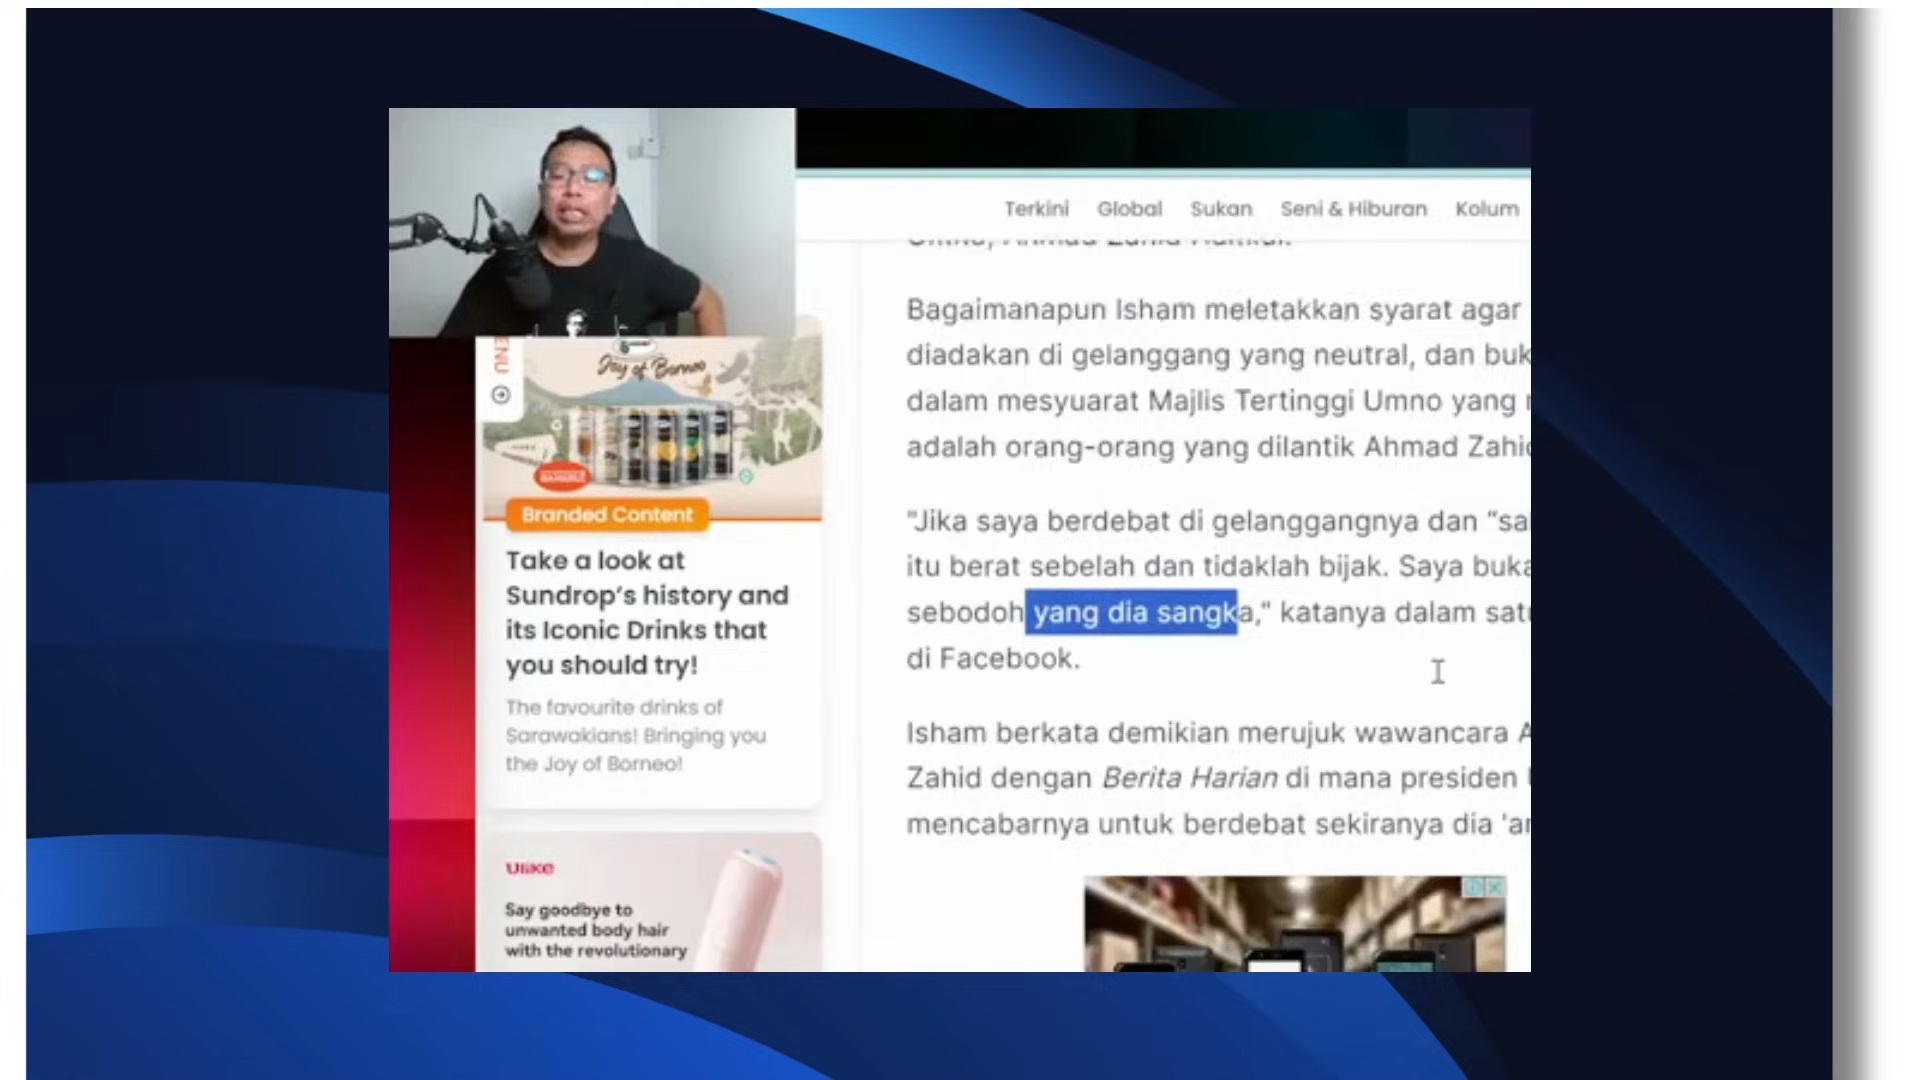 Terkini Global Sukan Seni & Hiburan Kolum
Bagaimanapun Isham meletakkan syarat agar
diadakan di gelanggang yang neutral, dan buk
dalam mesyuarat Majlis Tertinggi Umno yang
adalah orang-orang yang dilantik Ahmad Zahid
"Jika saya berdebat di gelanggangnya dan “sa
itu berat sebelah dan tidaklah bijak. Saya buka
sebodoh yang dia sangka," katanya dalam satu
di Facebook.
Isham berkata demikian merujuk wawancara A
Zahid dengan Berita Harian di mana presiden
mencabarnya untuk berdebat sekiranya dia 'an
ENU
Joy of Borneo
Branded Content
Take a look at
Sundrop’s history and
its Iconic Drinks that
you should try!
The favourite drinks of
Sarawakians! Bringing you
the Joy of Borneo!
Ulike
Say goodbye to
unwanted body hair
with the revolutionary